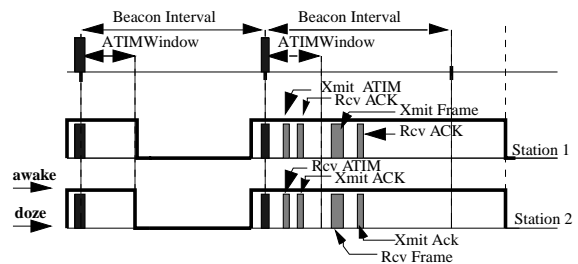 Beacon Interval
Beacon Interval
ATIMWindow
ATIMWindow
Xmit ATIM
Rcv ACK
Xmit Frame
Rcv ACK
Station 1
Rcv ATIM
Xmit ACK
awake
doze
Station 2
Xmit Ack
Rcv Frame